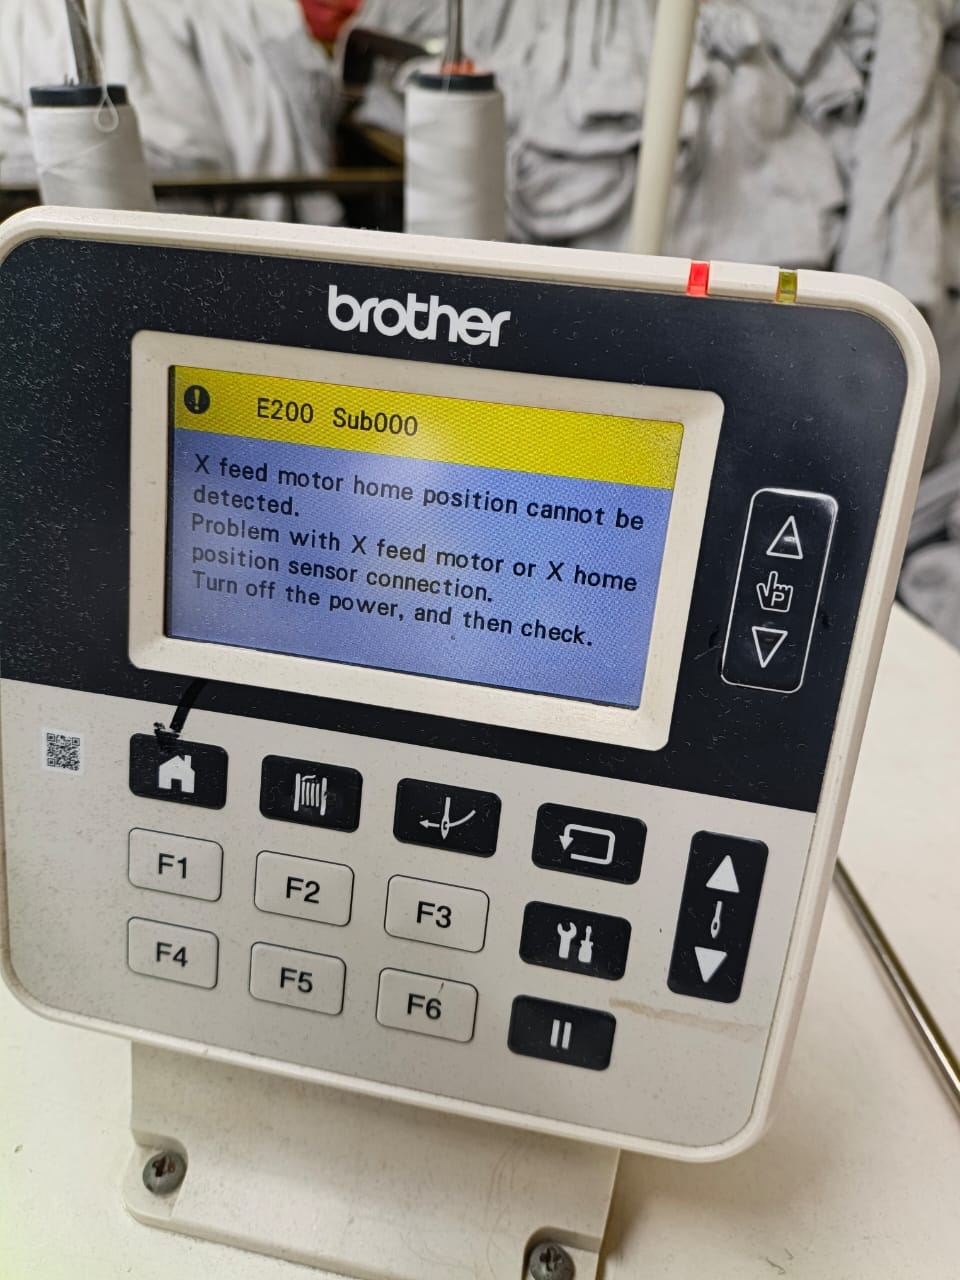 brother
E200 Sub000
X feed motor home position cannot be
detected.
Problem with X feed motor or X home
position sensor connection.
Turn off the power, and then check.
P
F1
F2
F3
F4
F5
F6